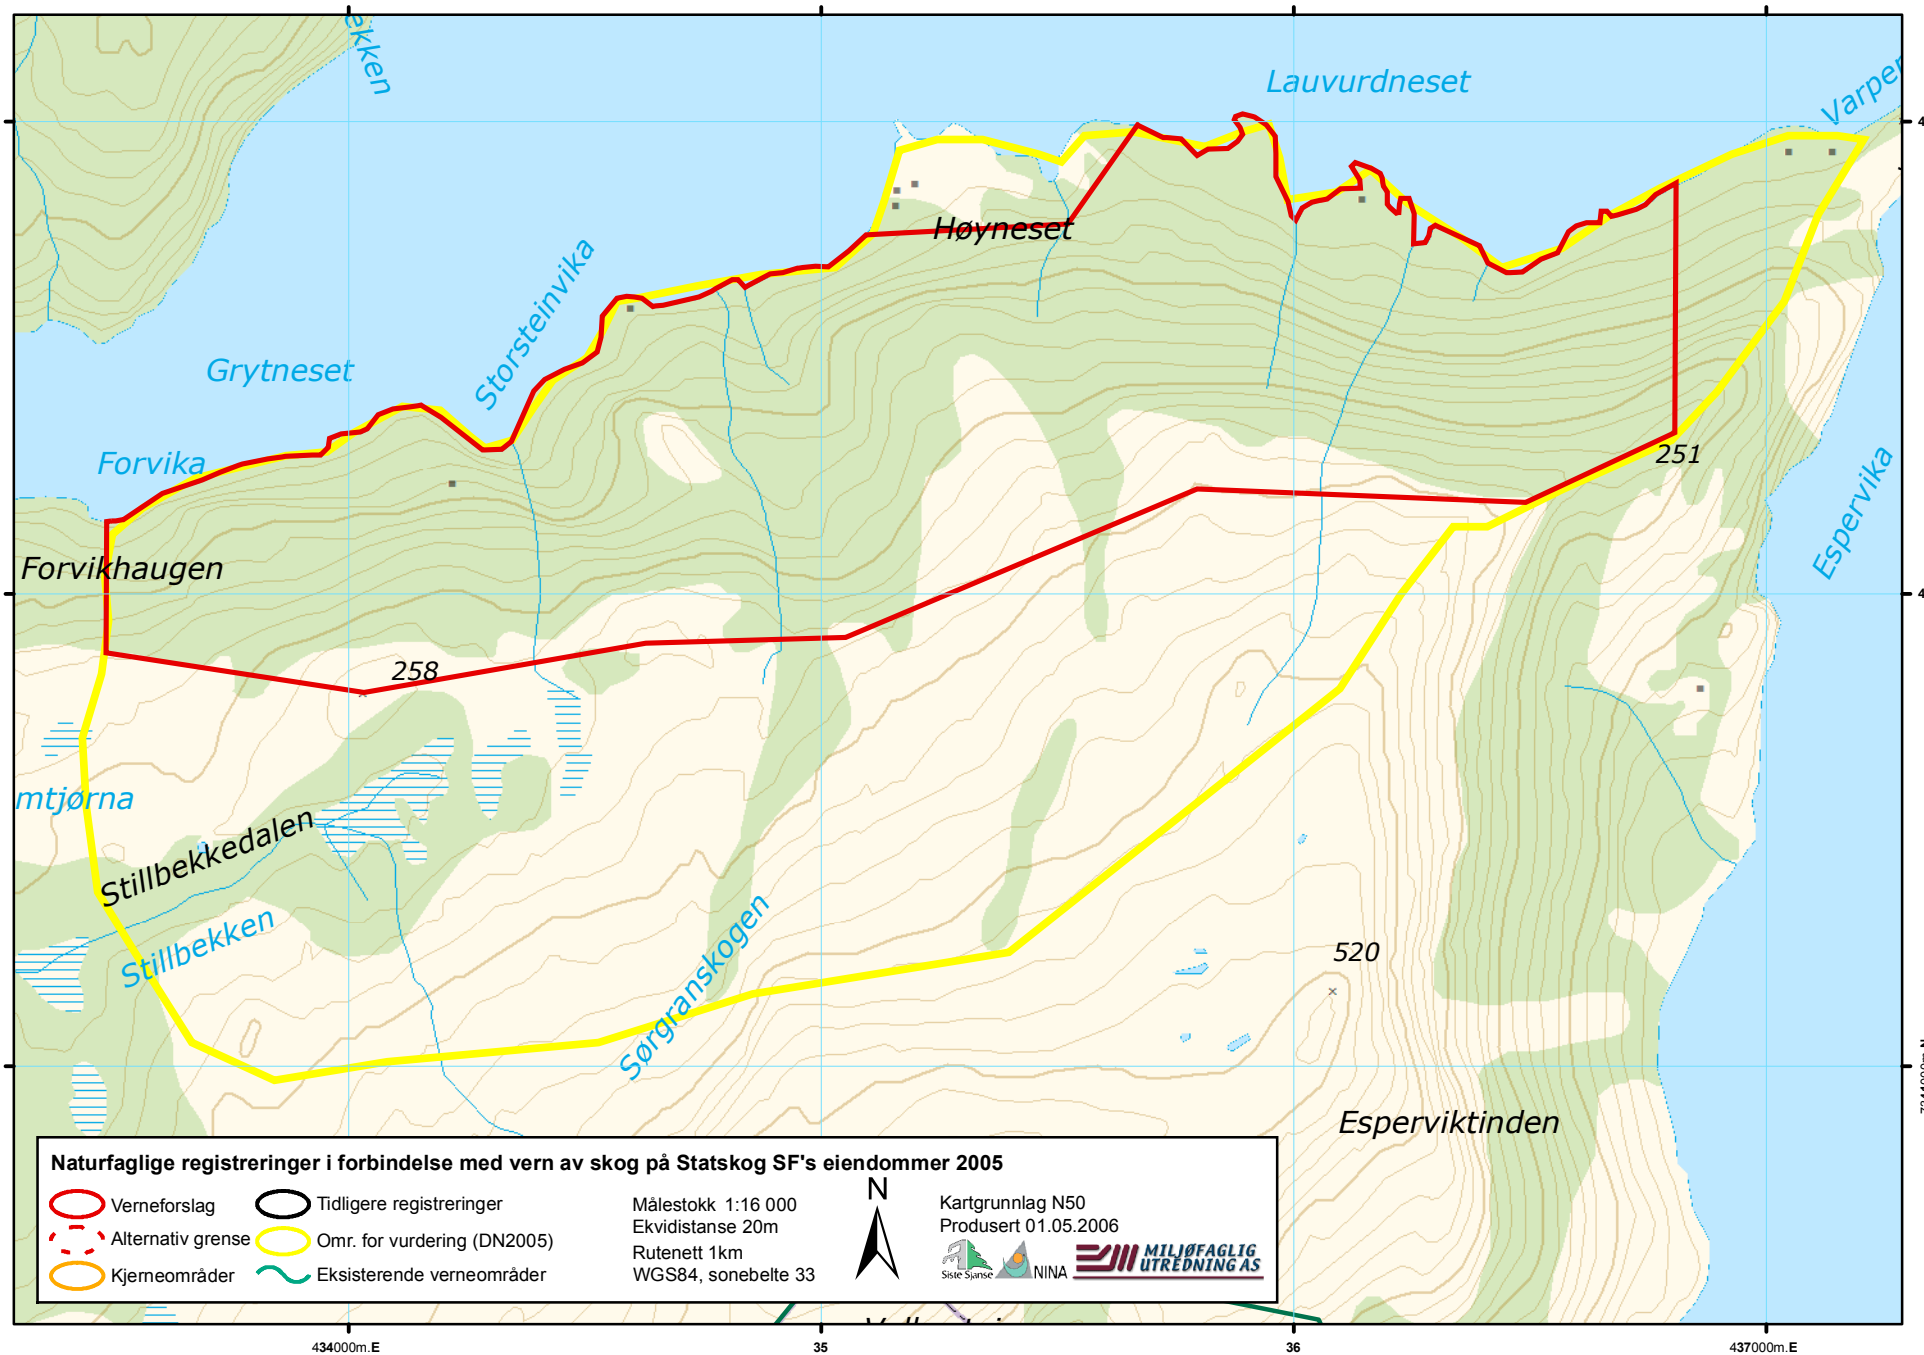 Lauvurdneset
Høyneset
Storsteinvika
Grytneset
Forvika
251
Espervika
Forvikhaugen
258
mtjørna
Stillbekkedalen
Stillbekken
Sørgranskogen
520
Esperviktinden
Naturfaglige registreringer i forbindelse med vern av skog på Statskog SF's eiendommer 2005
Verneforslag
Alternativ grense
Kjerneområder
Tidligere registreringer
Omr. for vurdering (DN2005)
Eksisterende verneområder
Målestokk 1:16 000
Ekvidistanse 20m
Rutenett 1km
WGS84, sonebelte 33
N
Kartgrunnlag N50
Produsert 01.05.2006
Siste Sjanse
NINA
MILJØFAGLIG
UTREDNING AS
434000m.E
35
36
437000m.E